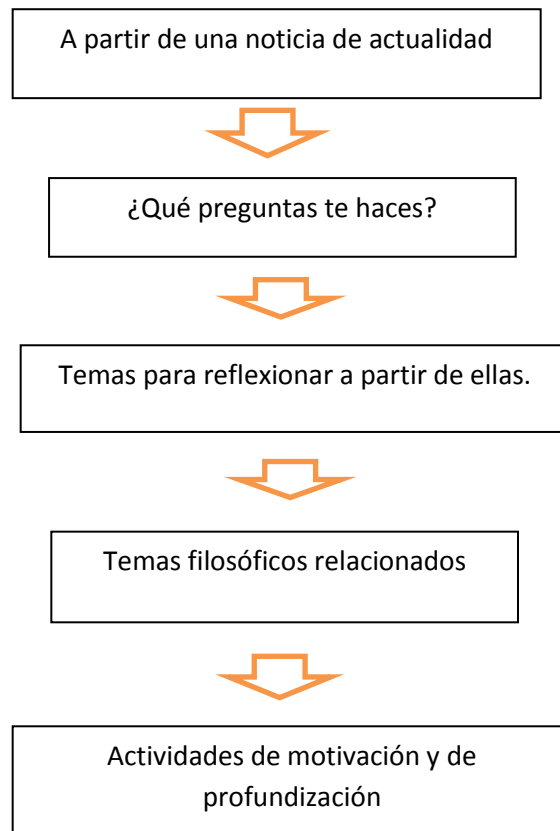 A partir de una noticia de actualidad
¿Qué preguntas te haces?
Temas para reflexionar a partir de ellas.
Temas filosóficos relacionados
Actividades de motivación y de
profundización